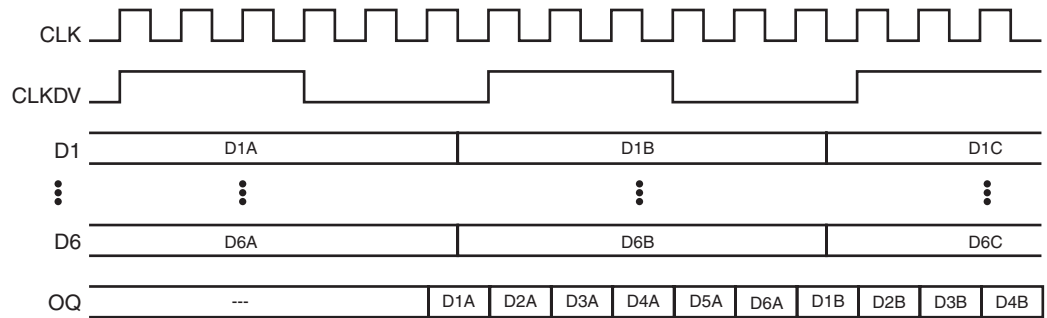 CLK
CLKDV
D1 D1A D1B D1C
D6 D6A D6B D6C
OQ --- D1A D2A D3A D4A D5A D6A D1B D2B D3B D4B